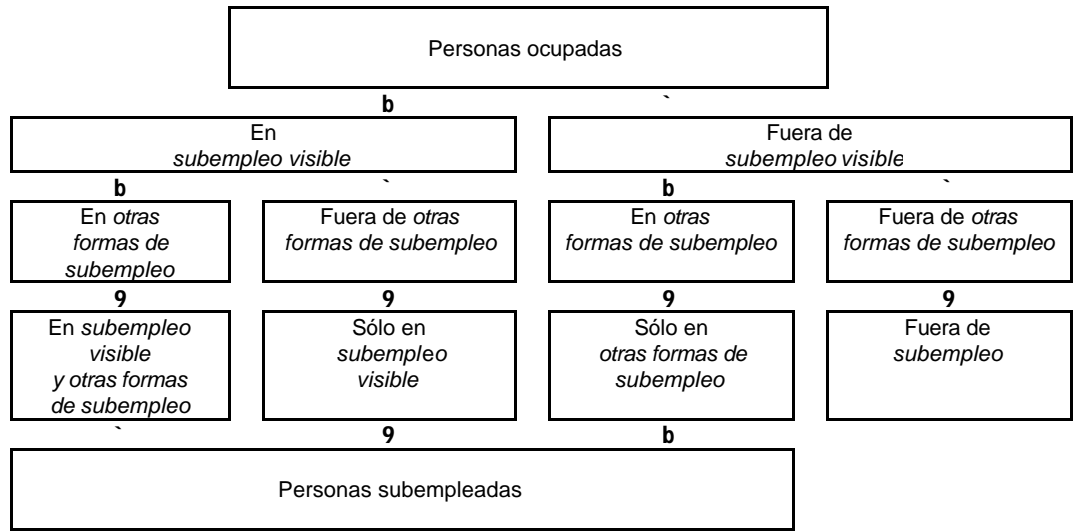 Personas ocupadas
b `
En
subempleo visible
Fuera de
subempleo visible
b ` b `
En otras
formas de
subempleo
Fuera de otras
formas de subempleo
En otras
formas de subempleo
Fuera de otras
formas de subempleo
9 9 9 9
En subempleo
visible
y otras formas
de subempleo
Sólo en
subempleo
visible
Sólo en
otras formas de
subempleo
Fuera de
subempleo
` 9 b
Personas subempleadas